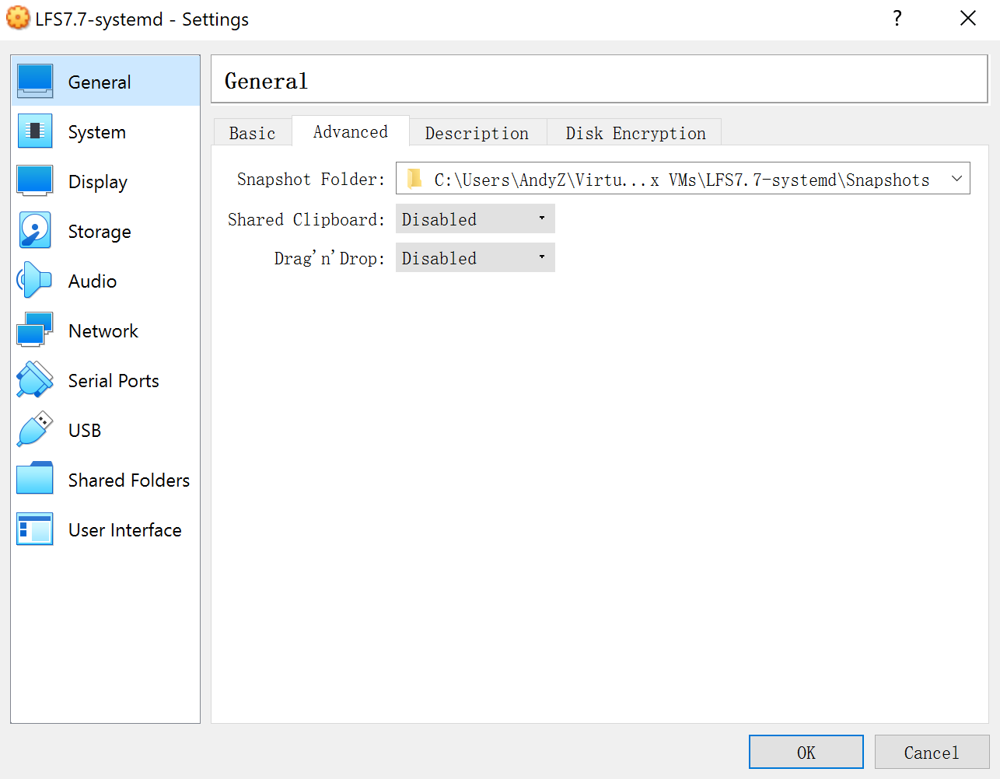 LFS7.7-systemd - Settings ?
General
System
Display
Storage
Audio
Network
Serial Ports
USB
Shared Folders
User Interface
General
Basic Advanced Description Disk Encryption
Snapshot Folder: C:\Users\AndyZ\Virtu...x VMs\LFS7.7-systemd\Snapshots
Shared Clipboard: Disabled
Drag'n'Drop: Disabled
OK Cancel